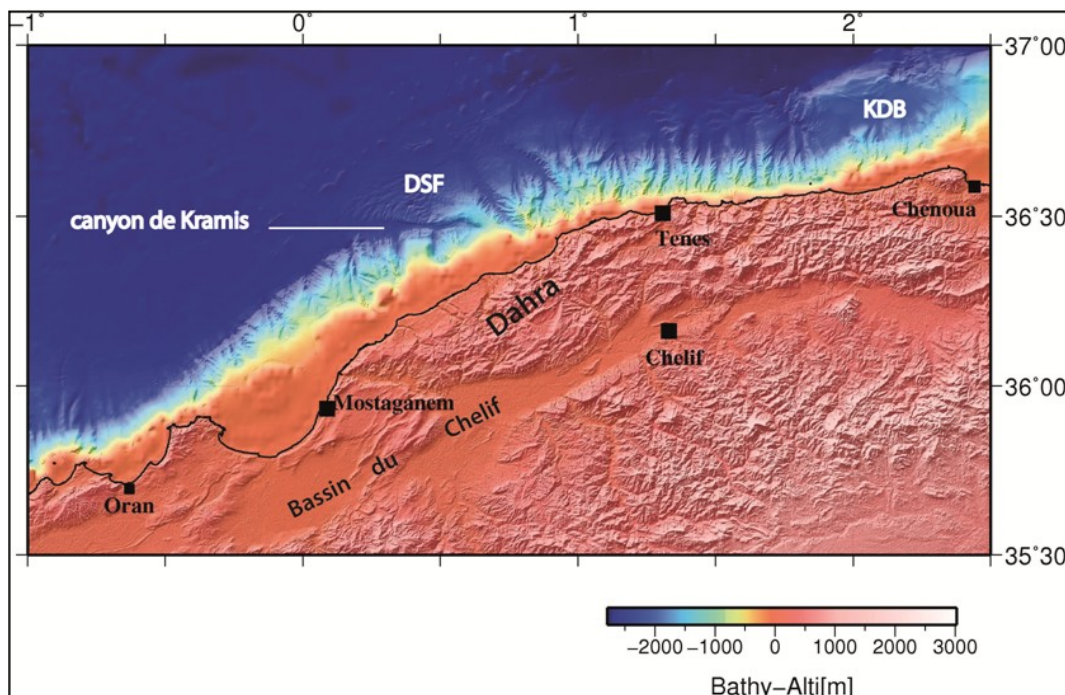 −1° 0° 1° 2°
37°00
KDB
DSF
canyon de Kramis
Chenoua
36°50
Tenes
Dahra
Chelif
36°00
Mostaganem
Bassin du Chelif
Oran
35°30
−2000 −1000 0 1000 2000 3000
Bathy−Alti[m]